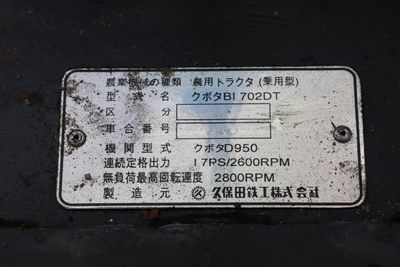 農業機械の種類 農用トラクタ (乗用型)
型式名 クボタB1702DT
区分
車台番号
機関型式 クボタD950
連続定格出力 17PS/2600RPM
無負荷最高回転速度 2800RPM
製造元 久保田鉄工株式会社